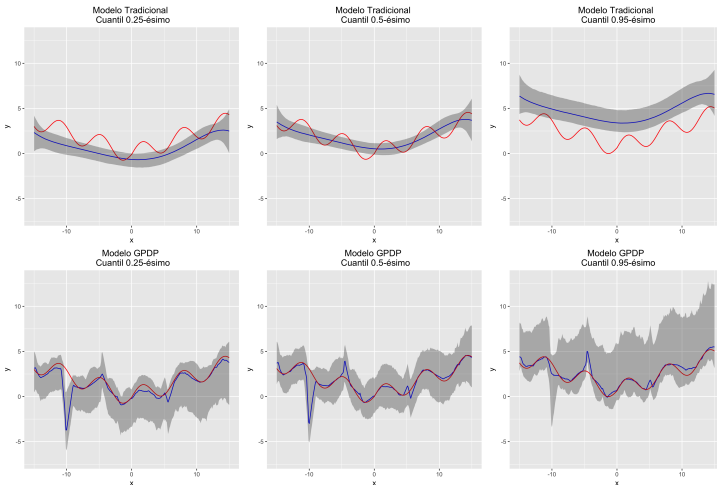 Modelo Tradicional
Cuantil 0.25-ésimo
10
5
0
-5
y
-10
0
10
x
Modelo Tradicional
Cuantil 0.5-ésimo
10
5
0
-5
y
-10
0
10
x
Modelo Tradicional
Cuantil 0.95-ésimo
10
5
0
-5
y
-10
0
10
x
Modelo GPDP
Cuantil 0.25-ésimo
10
5
0
-5
y
-10
0
10
x
Modelo GPDP
Cuantil 0.5-ésimo
10
5
0
-5
y
-10
0
10
x
Modelo GPDP
Cuantil 0.95-ésimo
10
5
0
-5
y
-10
0
10
x